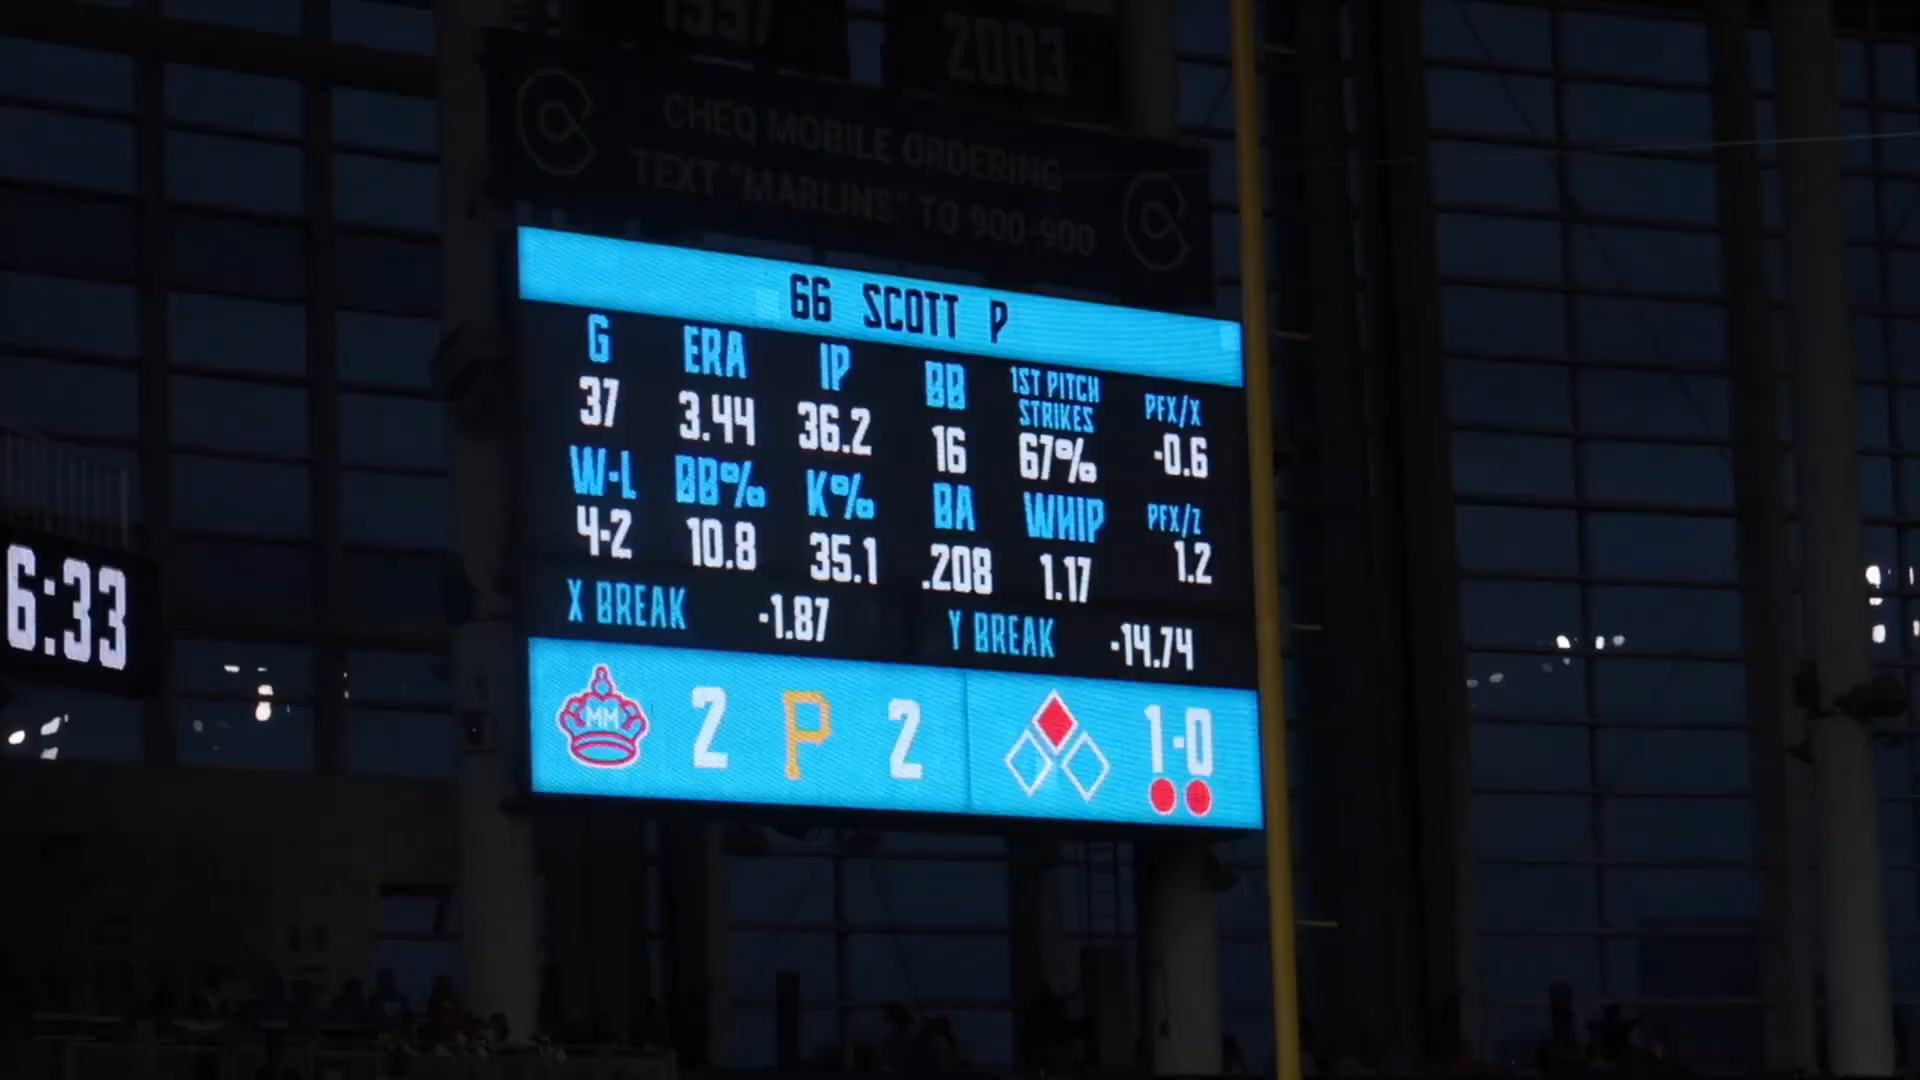 1997
2003
CHEQ MOBILE ORDERING
TEXT "MARLINS" TO 900-900
66 SCOTT P
G ERA IP BB 1ST PITCH STRIKES PFX/X
37 3.44 36.2 16 67% -0.6
W-L BB% K% BA WHIP PFX/Z
4-2 10.8 35.1 .208 1.17 1.2
X BREAK -1.87 Y BREAK -14.74
MM 2 P 2 1-0
6:33